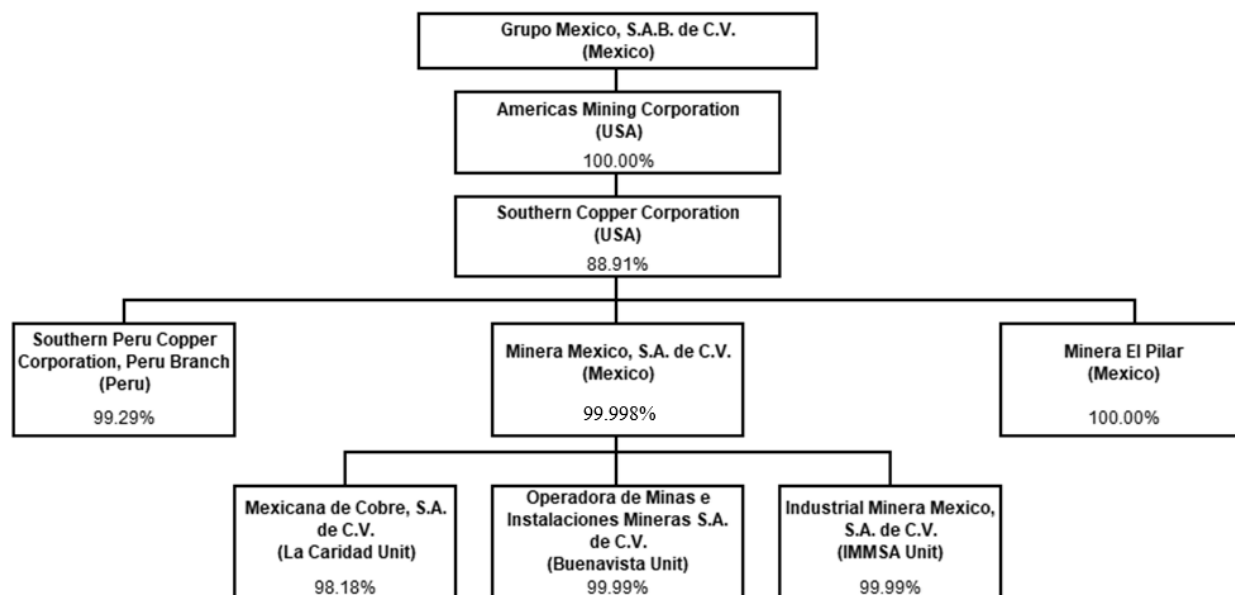 Grupo Mexico, S.A.B. de C.V.
(Mexico)
Americas Mining Corporation
(USA)
100.00%
Southern Copper Corporation
(USA)
88.91%
Southern Peru Copper
Corporation, Peru Branch
(Peru)
99.29%
Minera Mexico, S.A. de C.V.
(Mexico)
99.998%
Minera El Pilar
(Mexico)
100.00%
Mexicana de Cobre, S.A.
de C.V.
(La Caridad Unit)
98.18%
Operadora de Minas e
Instalaciones Mineras S.A.
de C.V.
(Buenavista Unit)
99.99%
Industrial Minera Mexico,
S.A. de C.V.
(IMMSA Unit)
99.99%